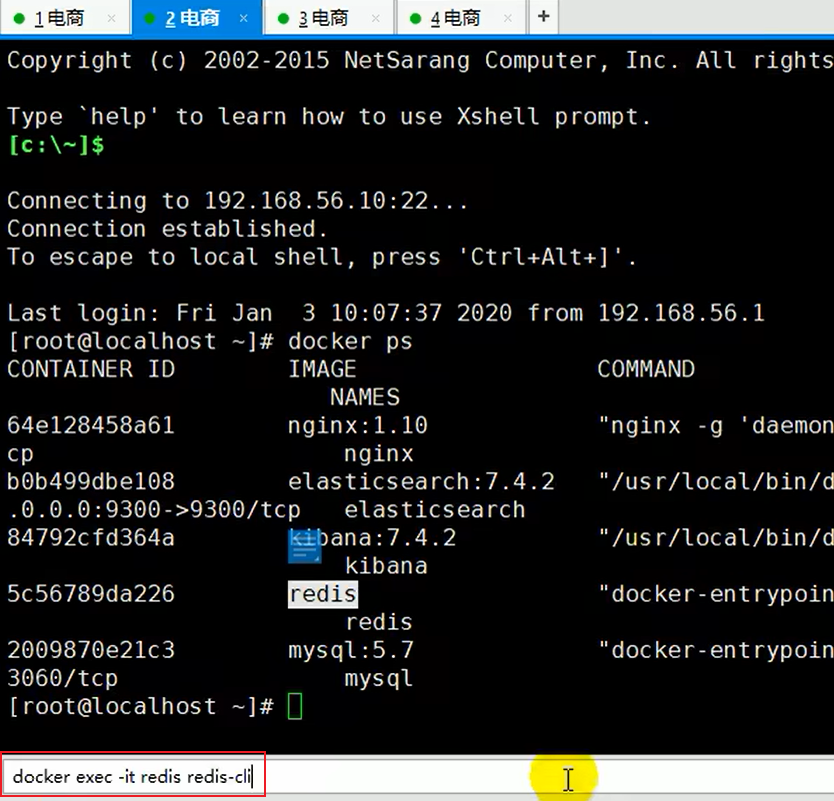 1 电商 × 2 电商 × 3 电商 × 4 电商 × +
Copyright (c) 2002-2015 NetSarang Computer, Inc. All rights
Type `help' to learn how to use Xshell prompt.
[c:\~]$
Connecting to 192.168.56.10:22...
Connection established.
To escape to local shell, press 'Ctrl+Alt+]'.
Last login: Fri Jan  3 10:07:37 2020 from 192.168.56.1
[root@localhost ~]# docker ps
CONTAINER ID        IMAGE                 COMMAND
NAMES
64e128458a61        nginx:1.10            "nginx -g 'daemon
cp                      nginx
b0b499dbe108        elasticsearch:7.4.2   "/usr/local/bin/d
.0.0.0:9300->9300/tcp   elasticsearch
84792cfd364a        kibana:7.4.2          "/usr/local/bin/d
kibana
5c56789da226        redis                 "docker-entrypoin
redis
2009870e21c3        mysql:5.7             "docker-entrypoin
3060/tcp                mysql
[root@localhost ~]#
docker exec -it redis redis-cli